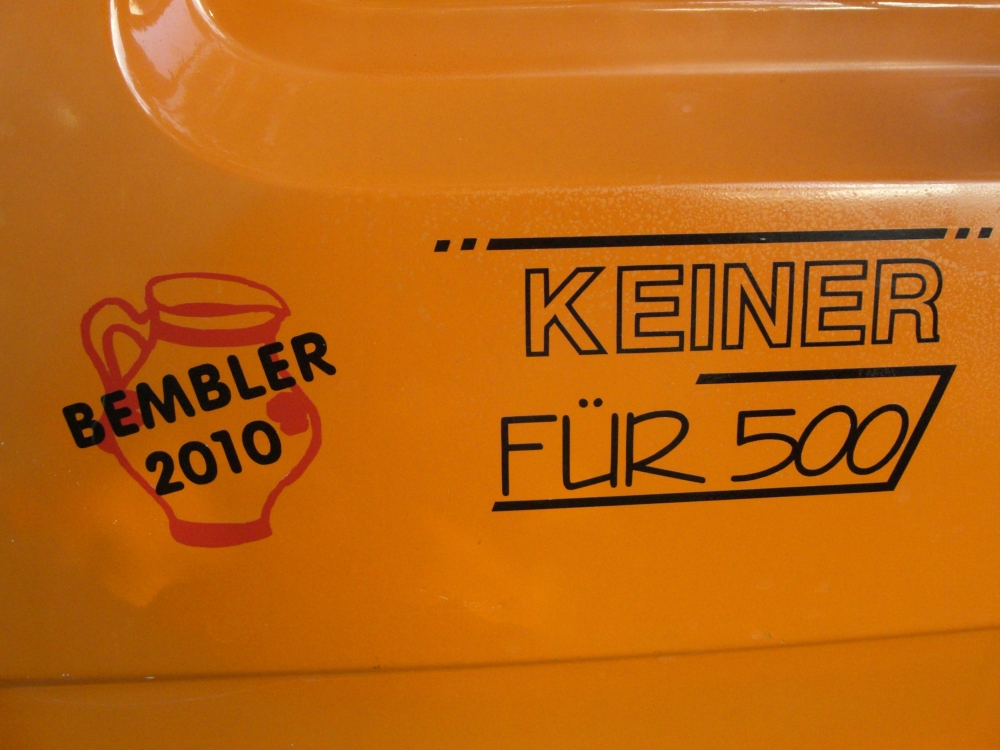 BEMBLER
2010
KEINER
FÜR 500